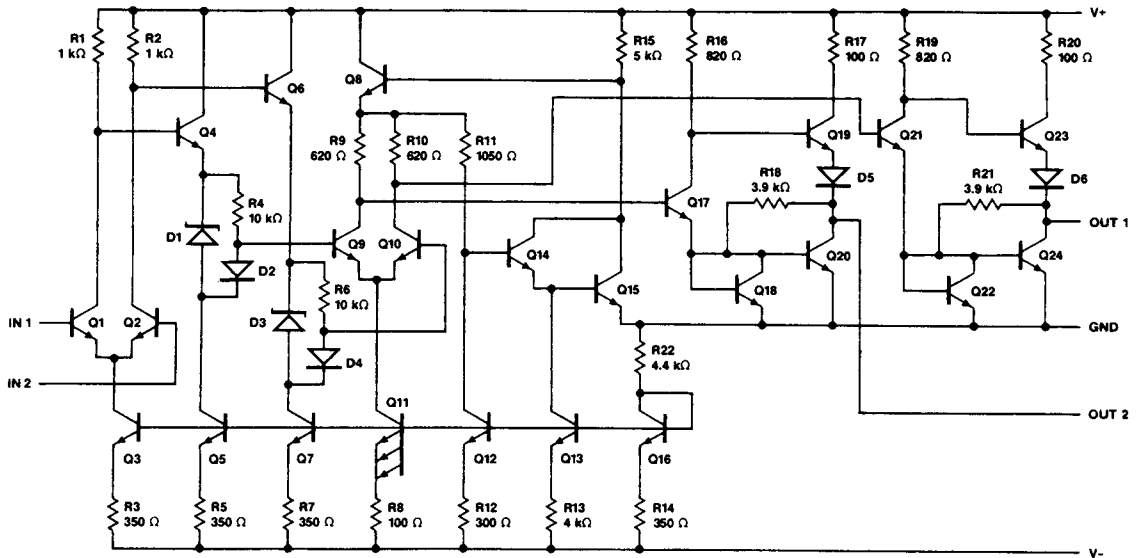 V+
R1
1 kΩ
R2
1 kΩ
Q4
Q6
Q8
R9
620 Ω
R10
620 Ω
R11
1050 Ω
R15
5 kΩ
R16
820 Ω
R17
100 Ω
R19
820 Ω
R20
100 Ω
Q19
Q21
Q23
D5
D6
R18
3.9 kΩ
R21
3.9 kΩ
R4
10 kΩ
Q17
OUT 1
D1
D2
Q9
Q10
Q14
Q20
Q24
R6
10 kΩ
Q15
Q18
Q22
D3
D4
IN 1
Q1
Q2
GND
R22
4.4 kΩ
IN 2
Q11
OUT 2
Q3
Q5
Q7
Q12
Q13
Q16
R3
350 Ω
R5
350 Ω
R7
350 Ω
R8
100 Ω
R12
300 Ω
R13
4 kΩ
R14
350 Ω
V-